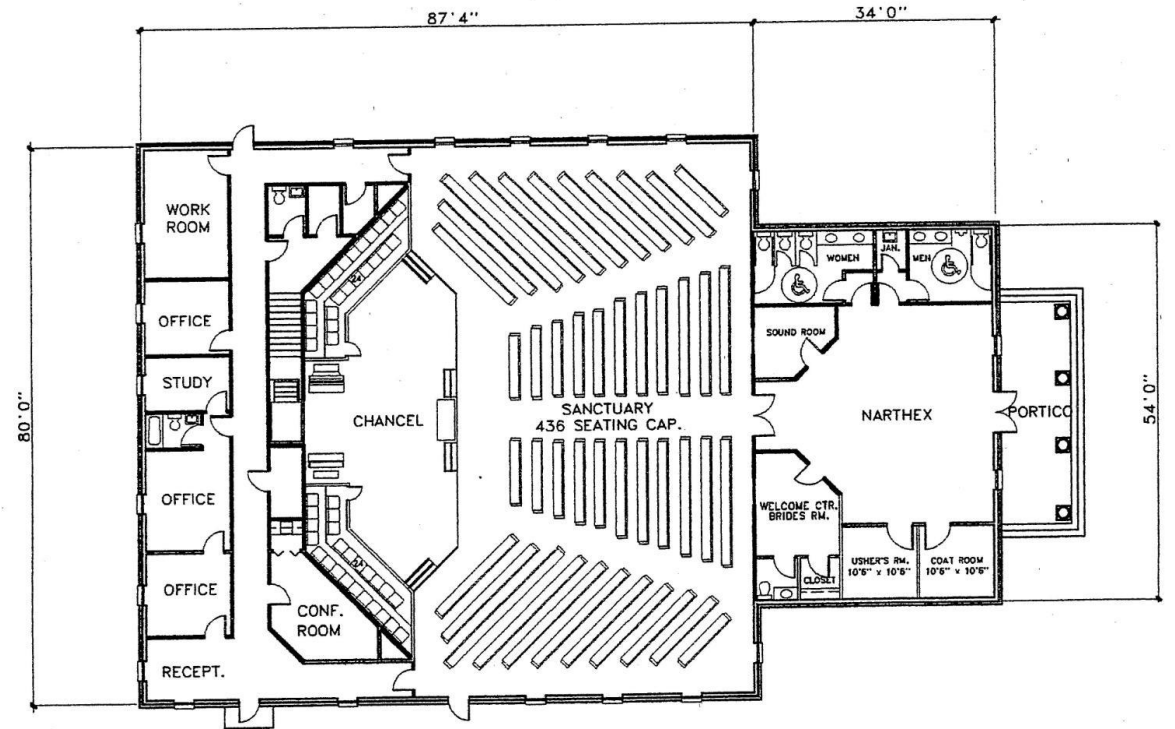 87'4"
34'0"
80'0"
54'0"
WORK
ROOM
OFFICE
STUDY
OFFICE
OFFICE
RECEPT.
CONF.
ROOM
24
24
CHANCEL
SANCTUARY
436 SEATING CAP.
WOMEN
JAN.
MEN
SOUND ROOM
NARTHEX
PORTICO
WELCOME CTR.
BRIDES RM.
CLOSET
USHER'S RM.
10'6" x 10'6"
COAT ROOM
10'6" x 10'6"